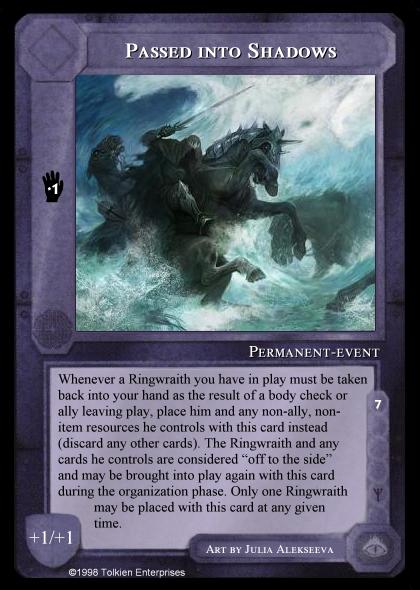 Passed into Shadows
-1
Permanent-event
Whenever a Ringwraith you have in play must be taken
back into your hand as the result of a body check or
ally leaving play, place him and any non-ally, non-
item resources he controls with this card instead
(discard any other cards). The Ringwraith and any
cards he controls are considered “off to the side”
and may be brought into play again with this card
during the organization phase. Only one Ringwraith
may be placed with this card at any given
time.
7
+1/+1
Art by Julia Alekseeva
©1998 Tolkien Enterprises